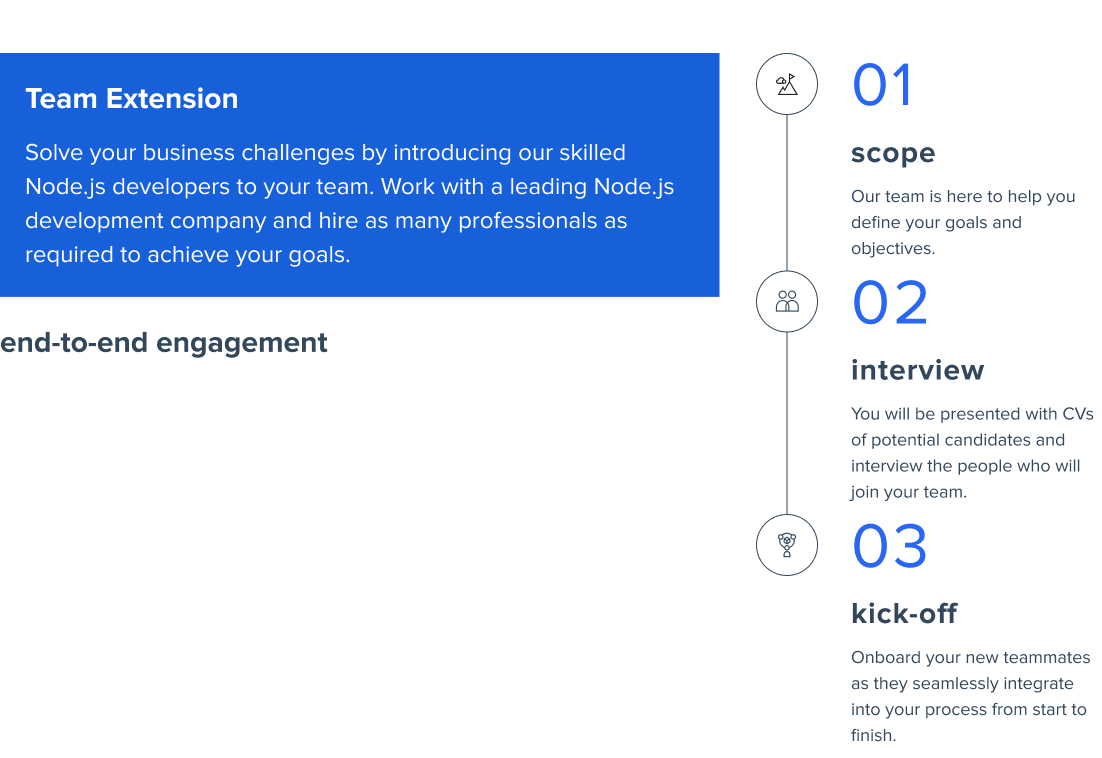 Team Extension
Solve your business challenges by introducing our skilled
Node.js developers to your team. Work with a leading Node.js
development company and hire as many professionals as
required to achieve your goals.
end-to-end engagement
01
scope
Our team is here to help you
define your goals and
objectives.
02
interview
You will be presented with CVs
of potential candidates and
interview the people who will
join your team.
03
kick-off
Onboard your new teammates
as they seamlessly integrate
into your process from start to
finish.